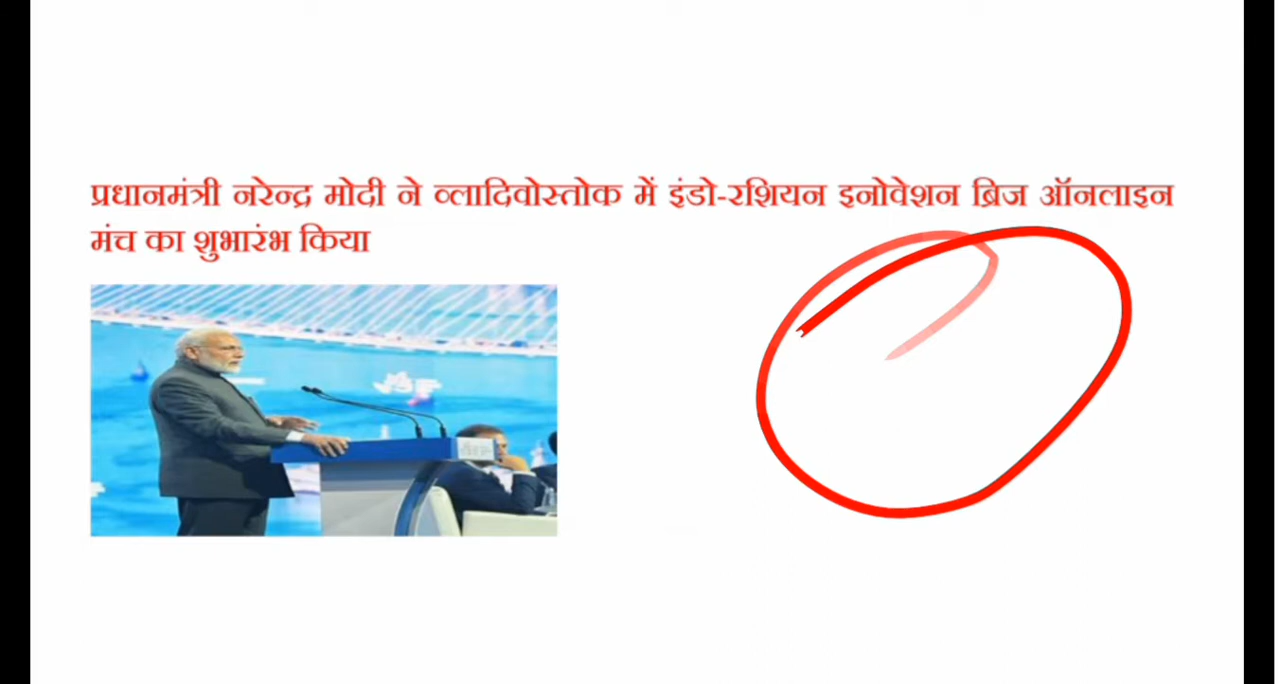 प्रधानमंत्री नरेन्द्र मोदी ने व्लादिवोस्तोक में इंडो-रशियन इनोवेशन ब्रिज ऑनलाइन
मंच का शुभारंभ किया